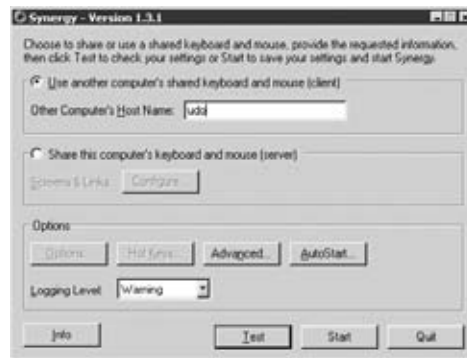 Synergy - Version 1.3.1
Choose to share or use a shared keyboard and mouse, provide the requested information,
then click Test to check your settings or Start to save your settings and start Synergy.
Use another computer's shared keyboard and mouse (client)
Other Computer's Host Name: udo
Share this computer's keyboard and mouse (server)
Screens & Links: Configure...
Options
Options... Hot Keys... Advanced... AutoStart...
Logging Level: Warning
Info Test Start Quit